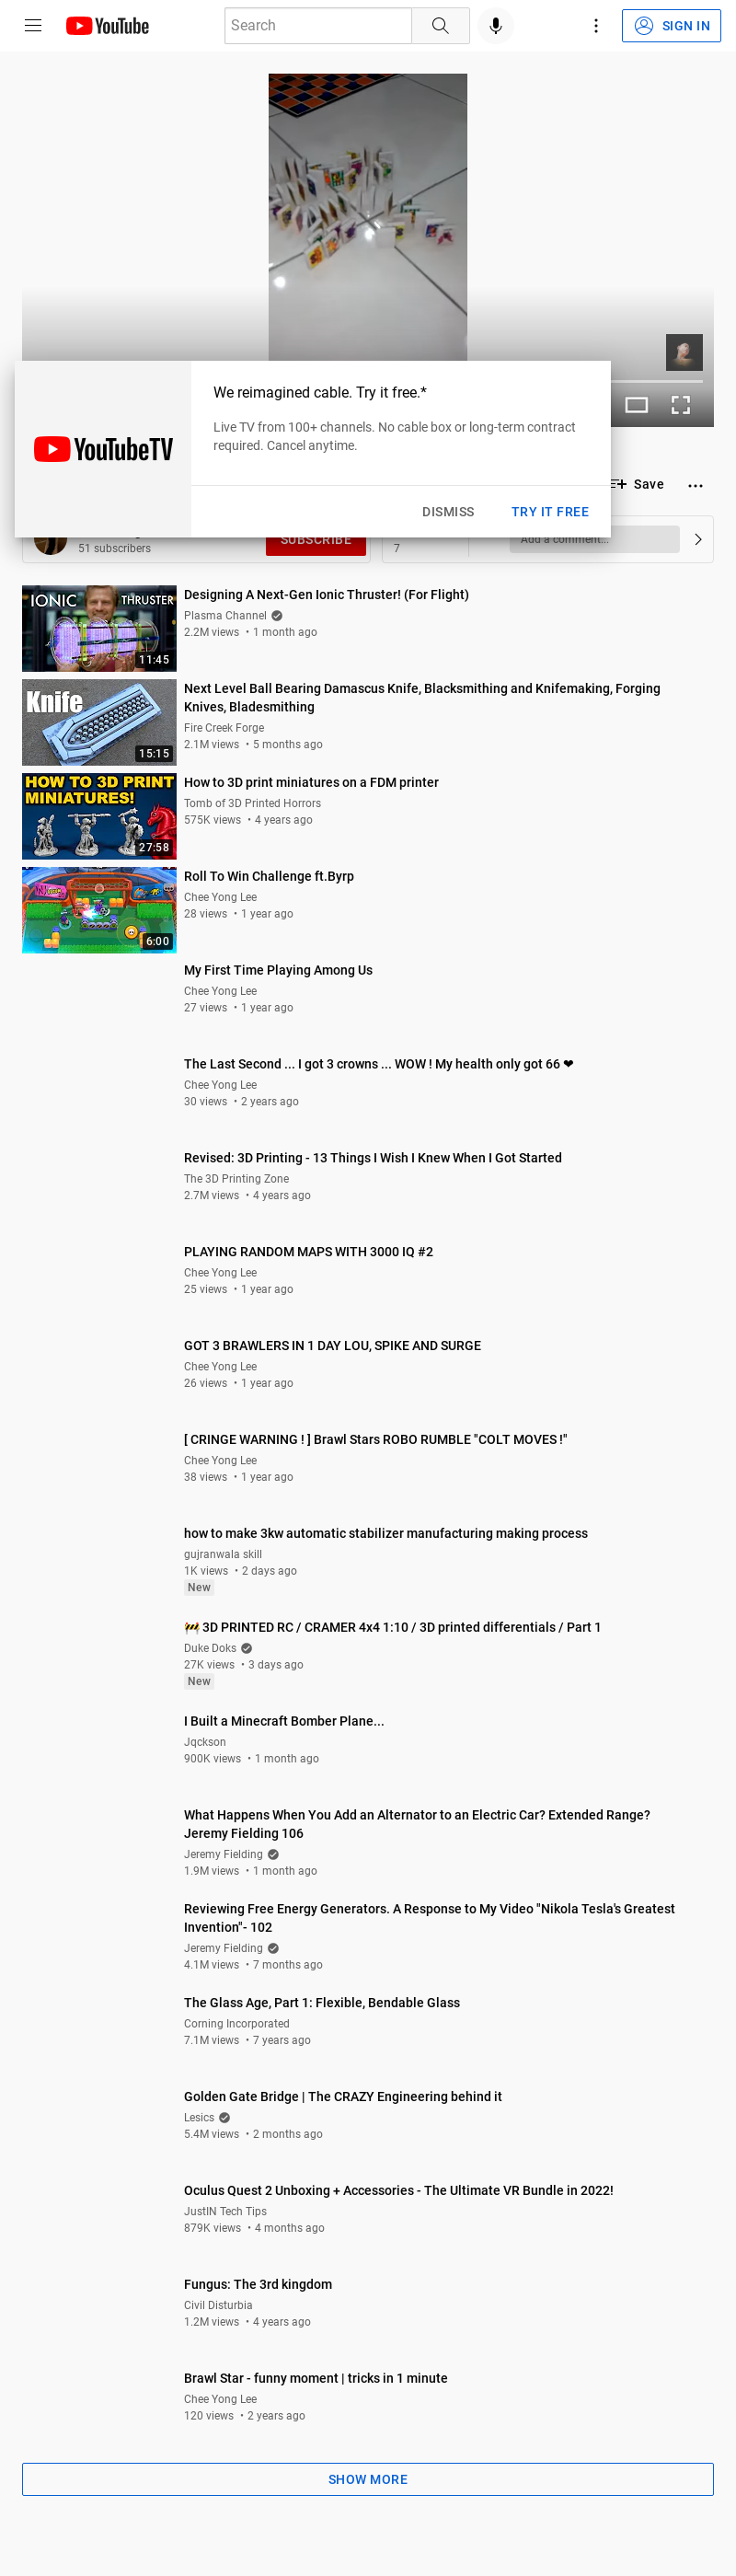 YouTube
Search
SIGN IN
We reimagined cable. Try it free.*
Live TV from 100+ channels. No cable box or long-term contract
required. Cancel anytime.
YouTubeTV
DISMISS
TRY IT FREE
Save
51 subscribers
SUBSCRIBE
7
Add a comment...
IONIC THRUSTER
11:45
Designing A Next-Gen Ionic Thruster! (For Flight)
Plasma Channel
2.2M views • 1 month ago
Knife
15:15
Next Level Ball Bearing Damascus Knife, Blacksmithing and Knifemaking, Forging
Knives, Bladesmithing
Fire Creek Forge
2.1M views • 5 months ago
HOW TO 3D PRINT
MINIATURES!
27:58
How to 3D print miniatures on a FDM printer
Tomb of 3D Printed Horrors
575K views • 4 years ago
6:00
Roll To Win Challenge ft.Byrp
Chee Yong Lee
28 views • 1 year ago
My First Time Playing Among Us
Chee Yong Lee
27 views • 1 year ago
The Last Second ... I got 3 crowns ... WOW ! My health only got 66 ❤
Chee Yong Lee
30 views • 2 years ago
Revised: 3D Printing - 13 Things I Wish I Knew When I Got Started
The 3D Printing Zone
2.7M views • 4 years ago
PLAYING RANDOM MAPS WITH 3000 IQ #2
Chee Yong Lee
25 views • 1 year ago
GOT 3 BRAWLERS IN 1 DAY LOU, SPIKE AND SURGE
Chee Yong Lee
26 views • 1 year ago
[ CRINGE WARNING ! ] Brawl Stars ROBO RUMBLE "COLT MOVES !"
Chee Yong Lee
38 views • 1 year ago
how to make 3kw automatic stabilizer manufacturing making process
gujranwala skill
1K views • 2 days ago
New
🚧 3D PRINTED RC / CRAMER 4x4 1:10 / 3D printed differentials / Part 1
Duke Doks
27K views • 3 days ago
New
I Built a Minecraft Bomber Plane...
Jqckson
900K views • 1 month ago
What Happens When You Add an Alternator to an Electric Car? Extended Range?
Jeremy Fielding 106
Jeremy Fielding
1.9M views • 1 month ago
Reviewing Free Energy Generators. A Response to My Video "Nikola Tesla's Greatest
Invention"- 102
Jeremy Fielding
4.1M views • 7 months ago
The Glass Age, Part 1: Flexible, Bendable Glass
Corning Incorporated
7.1M views • 7 years ago
Golden Gate Bridge | The CRAZY Engineering behind it
Lesics
5.4M views • 2 months ago
Oculus Quest 2 Unboxing + Accessories - The Ultimate VR Bundle in 2022!
JustIN Tech Tips
879K views • 4 months ago
Fungus: The 3rd kingdom
Civil Disturbia
1.2M views • 4 years ago
Brawl Star - funny moment | tricks in 1 minute
Chee Yong Lee
120 views • 2 years ago
SHOW MORE